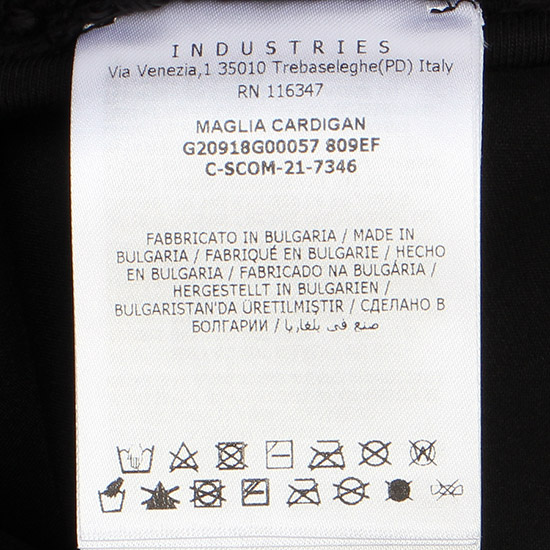 INDUSTRIES
Via Venezia,1 35010 Trebaseleghe(PD) Italy
RN 116347
MAGLIA CARDIGAN
G20918G00057 809EF
C-SCOM-21-7346
FABBRICATO IN BULGARIA / MADE IN
BULGARIA / FABRIQUÉ EN BULGARIE / HECHO
EN BULGARIA / FABRICADO NA BULGÁRIA /
HERGESTELLT IN BULGARIEN /
BULGARISTAN'DA ÜRETILMIŞTIR / СДЕЛАНО В
БОЛГАРИИ / صنع في بلغاريا /